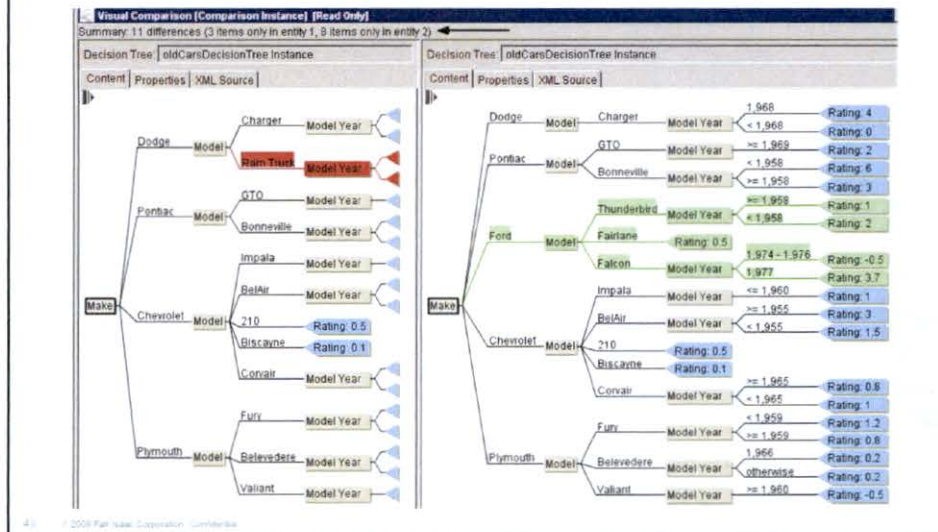 Visual Comparison [Comparison Instance] [Read Only]
Summary: 11 differences (3 items only in entity 1, 8 items only in entity 2)
Decision Tree: oldCarsDecisionTree Instance
Content Properties XML Source
Make
Dodge Model Charger Model Year
Ram Truck Model Year
Pontiac Model GTO Model Year
Bonneville Model Year
Chevrolet Model Impala Model Year
BelAir Model Year
210 Rating: 0.5
Biscayne Rating: 0.1
Corvair Model Year
Plymouth Model Fury Model Year
Belevedere Model Year
Valiant Model Year
Decision Tree: oldCarsDecisionTree Instance
Content Properties XML Source
Make
Dodge Model Charger Model Year 1,968 Rating: 4
< 1,968 Rating: 0
Pontiac Model GTO Model Year >= 1,969 Rating: 2
Bonneville Model Year < 1,958 Rating: 6
>= 1,958 Rating: 3
Ford Model Thunderbird Model Year >= 1,958 Rating: 1
< 1,958 Rating: 2
Fairlane Rating: 0.5
Falcon Model Year 1,974 - 1,976 Rating: -0.5
1,977 Rating: 3.7
Chevrolet Model Impala Model Year <= 1,960 Rating: 1
BelAir Model Year >= 1,955 Rating: 3
< 1,955 Rating: 1.5
210 Rating: 0.5
Biscayne Rating: 0.1
Corvair Model Year >= 1,965 Rating: 0.8
< 1,965 Rating: 1
Plymouth Model Fury Model Year < 1,959 Rating: 1.2
>= 1,959 Rating: 0.8
Belevedere Model Year 1,966 Rating: 0.2
otherwise Rating: 0.2
Valiant Model Year >= 1,960 Rating: -0.5
© 2009 Fair Isaac Corporation. Confidential